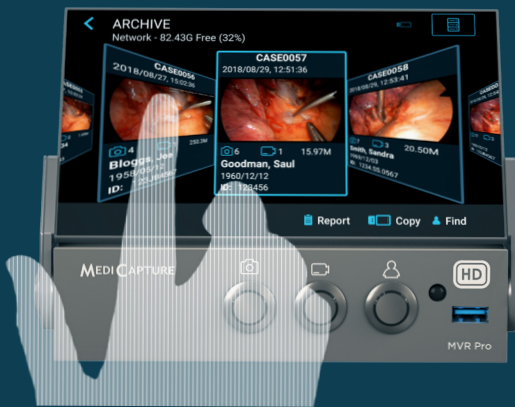 ARCHIVE
Network - 82.43G Free (32%)
CASE0057
2018/08/29, 12:51:36
6 1 15.97M
Goodman, Saul
1960/12/12
ID: 123456
CASE0056
2018/08/27, 15:02:36
4
Bloggs, Joe
ID:
CASE0058
2018/08/29, 12:53:41
7 3 20.50M
Smith, Sandra
Report Copy Find
MEDICAPTURE
HD
MVR Pro